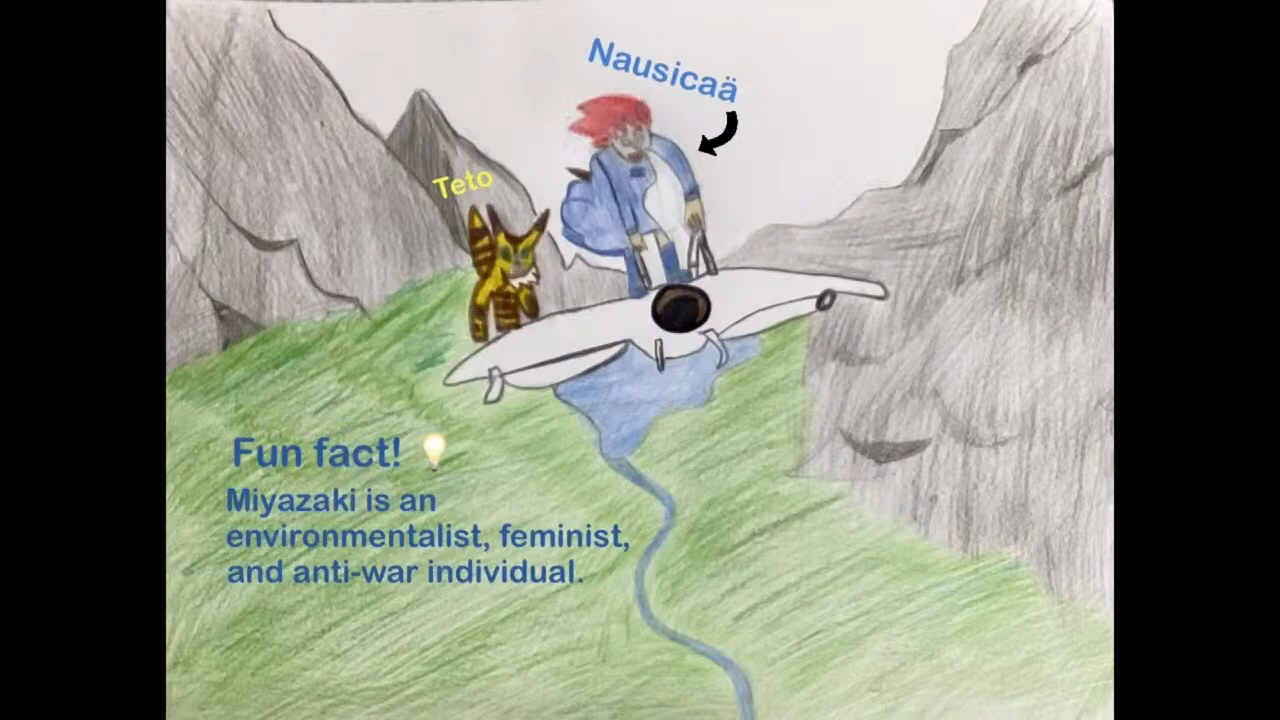 Nausicaä
Teto
Fun fact!
Miyazaki is an
environmentalist, feminist,
and anti-war individual.